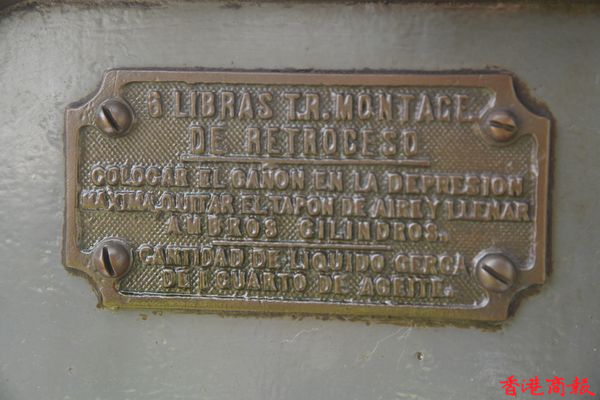 6 LIBRAS T.R. MONTAGE.
DE RETROCESO
COLOCAR EL CAÑON EN LA DEPRESION
MAXIMA. QUITAR EL TAPON DE AIRE Y LLENAR
AMBROS CILINDROS.
CANTIDAD DE LIQUIDO CERCA
DE 1 CUARTO DE ACEITE.
香港商報